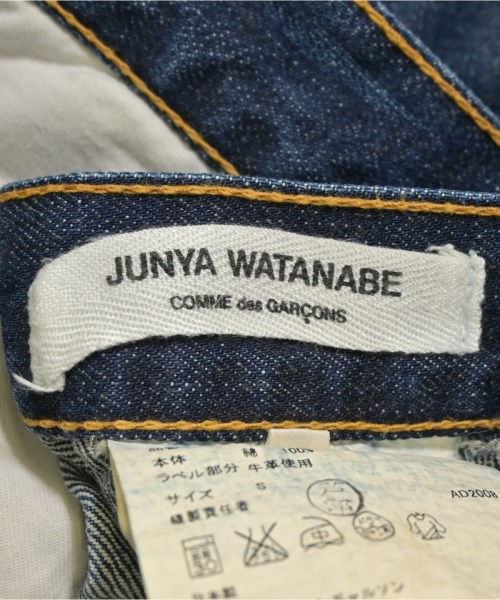 JUNYA WATANABE
COMME des GARÇONS
本体 綿 100%
ラベル部分 牛革使用
サイズ S
AD2008
縫製責任者
日本製